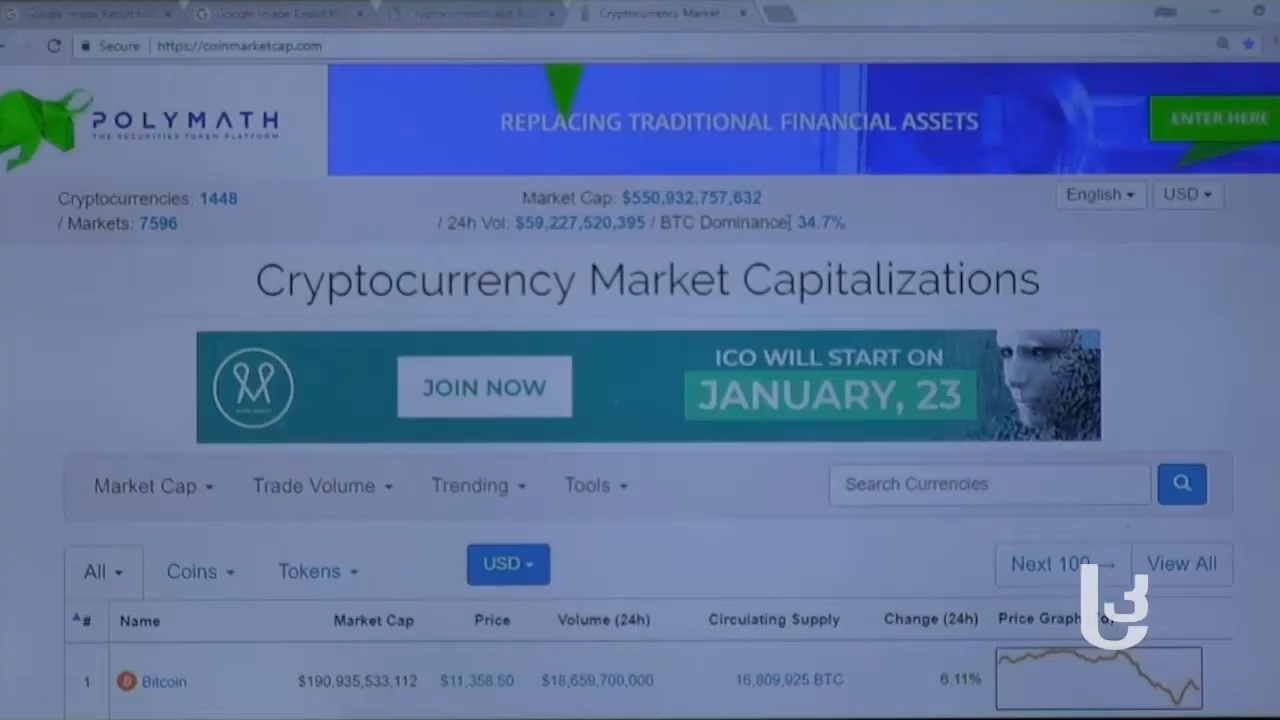 Cryptocurrency Market
Secure https://coinmarketcap.com
POLYMATH
THE SECURITIES TOKEN PLATFORM
REPLACING TRADITIONAL FINANCIAL ASSETS
ENTER HERE
Cryptocurrencies: 1448
/ Markets: 7596
Market Cap: $550,932,757,632
/ 24h Vol: $59,227,520,395 / BTC Dominance: 34.7%
English
USD
Cryptocurrency Market Capitalizations
JOIN NOW
ICO WILL START ON
JANUARY, 23
Market Cap Trade Volume Trending Tools
Search Currencies
All Coins Tokens
USD
Next 100 → View All
# Name Market Cap Price Volume (24h) Circulating Supply Change (24h) Price Graph
1 Bitcoin $190,935,533,112 $11,358.50 $18,659,700,000 16,809,925 BTC 6.11%